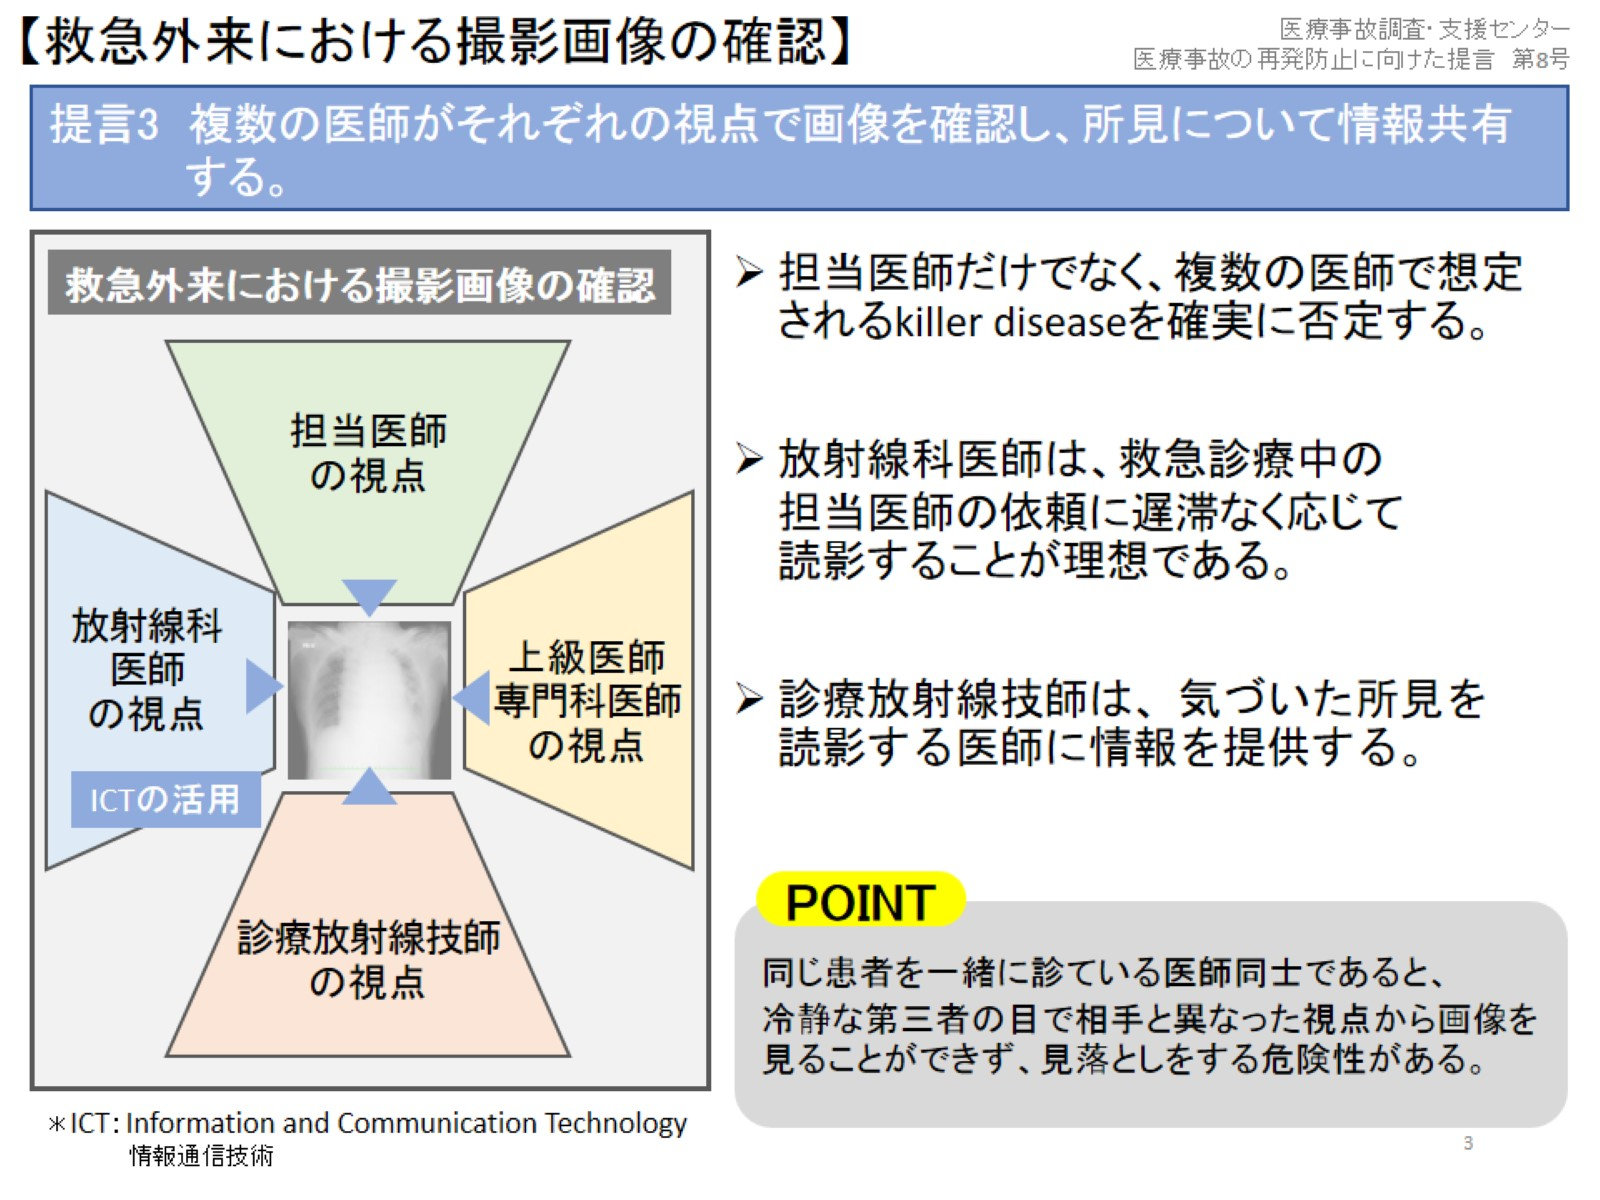 【救急外来における撮影画像の確認】
医療事故調査・支援センター
医療事故の再発防止に向けた提言 第8号
提言3 複数の医師がそれぞれの視点で画像を確認し、所見について情報共有
する。
救急外来における撮影画像の確認
担当医師
の視点
放射線科
医師
の視点
ICTの活用
上級医師
専門科医師
の視点
診療放射線技師
の視点
＊ICT：Information and Communication Technology
情報通信技術
➢ 担当医師だけでなく、複数の医師で想定
されるkiller diseaseを確実に否定する。
➢ 放射線科医師は、救急診療中の
担当医師の依頼に遅滞なく応じて
読影することが理想である。
➢ 診療放射線技師は、気づいた所見を
読影する医師に情報を提供する。
POINT
同じ患者を一緒に診ている医師同士であると、
冷静な第三者の目で相手と異なった視点から画像を
見ることができず、見落としをする危険性がある。
3